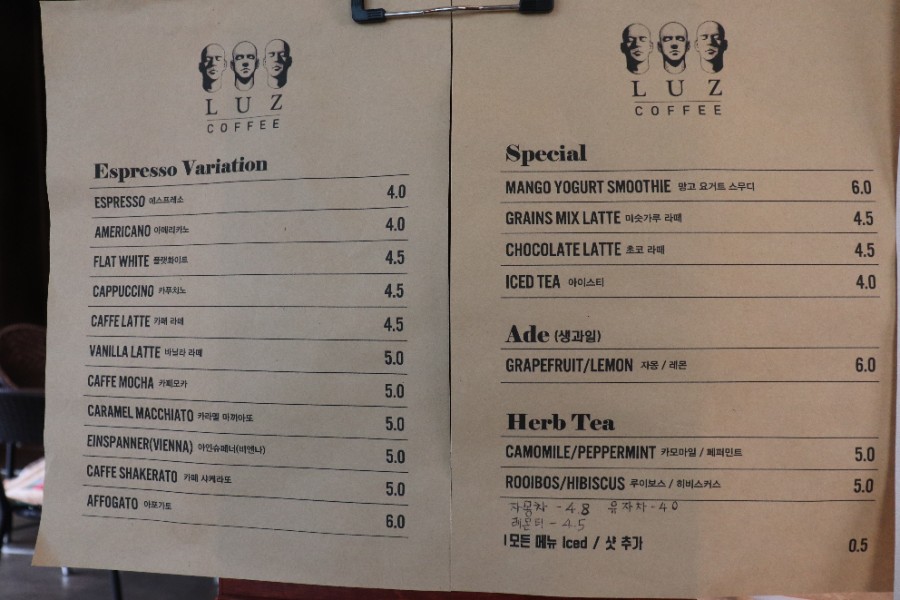 LUZ
COFFEE
Espresso Variation
ESPRESSO 에스프레소 4.0
AMERICANO 아메리카노 4.0
FLAT WHITE 플랫화이트 4.5
CAPPUCCINO 카푸치노 4.5
CAFFE LATTE 카페 라떼 4.5
VANILLA LATTE 바닐라 라떼 5.0
CAFFE MOCHA 카페모카 5.0
CARAMEL MACCHIATO 카라멜 마끼아또 5.0
EINSPANNER(VIENNA) 아인슈페너(비엔나) 5.0
CAFFE SHAKERATO 카페 샤케라또 5.0
AFFOGATO 아포가토 6.0
LUZ
COFFEE
Special
MANGO YOGURT SMOOTHIE 망고 요거트 스무디 6.0
GRAINS MIX LATTE 미숫가루 라떼 4.5
CHOCOLATE LATTE 초코 라떼 4.5
ICED TEA 아이스티 4.0
Ade (생과일)
GRAPEFRUIT/LEMON 자몽 / 레몬 6.0
Herb Tea
CAMOMILE/PEPPERMINT 카모마일 / 페퍼민트 5.0
ROOIBOS/HIBISCUS 루이보스 / 히비스커스 5.0
자몽차 - 4.8 유자차 - 4.0
레몬티 - 4.5
모든 메뉴 Iced / 샷 추가 0.5